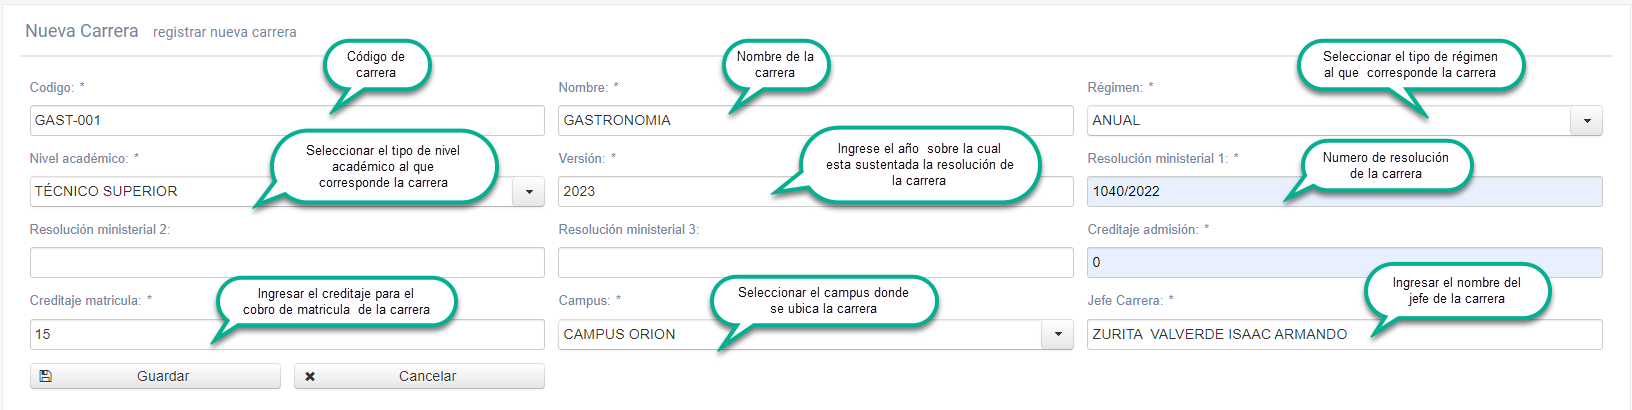 Nueva Carrera registrar nueva carrera
Código de
carrera
Nombre de la
carrera
Seleccionar el tipo de régimen
al que corresponde la carrera
Codigo: *
Nombre: *
Régimen: *
GAST-001
GASTRONOMIA
ANUAL
Seleccionar el tipo de nivel
académico al que
corresponde la carrera
Ingrese el año sobre la cual
esta sustentada la resolución de
la carrera
Numero de resolución
de la carrera
Nivel académico: *
Versión: *
Resolución ministerial 1: *
TÉCNICO SUPERIOR
2023
1040/2022
Resolución ministerial 2:
Resolución ministerial 3:
Creditaje admisión: *
0
Ingresar el creditaje para el
cobro de matricula de la carrera
Seleccionar el campus donde
se ubica la carrera
Ingresar el nombre del
jefe de la carrera
Creditaje matricula: *
Campus: *
Jefe Carrera: *
15
CAMPUS ORION
ZURITA VALVERDE ISAAC ARMANDO
Guardar
Cancelar